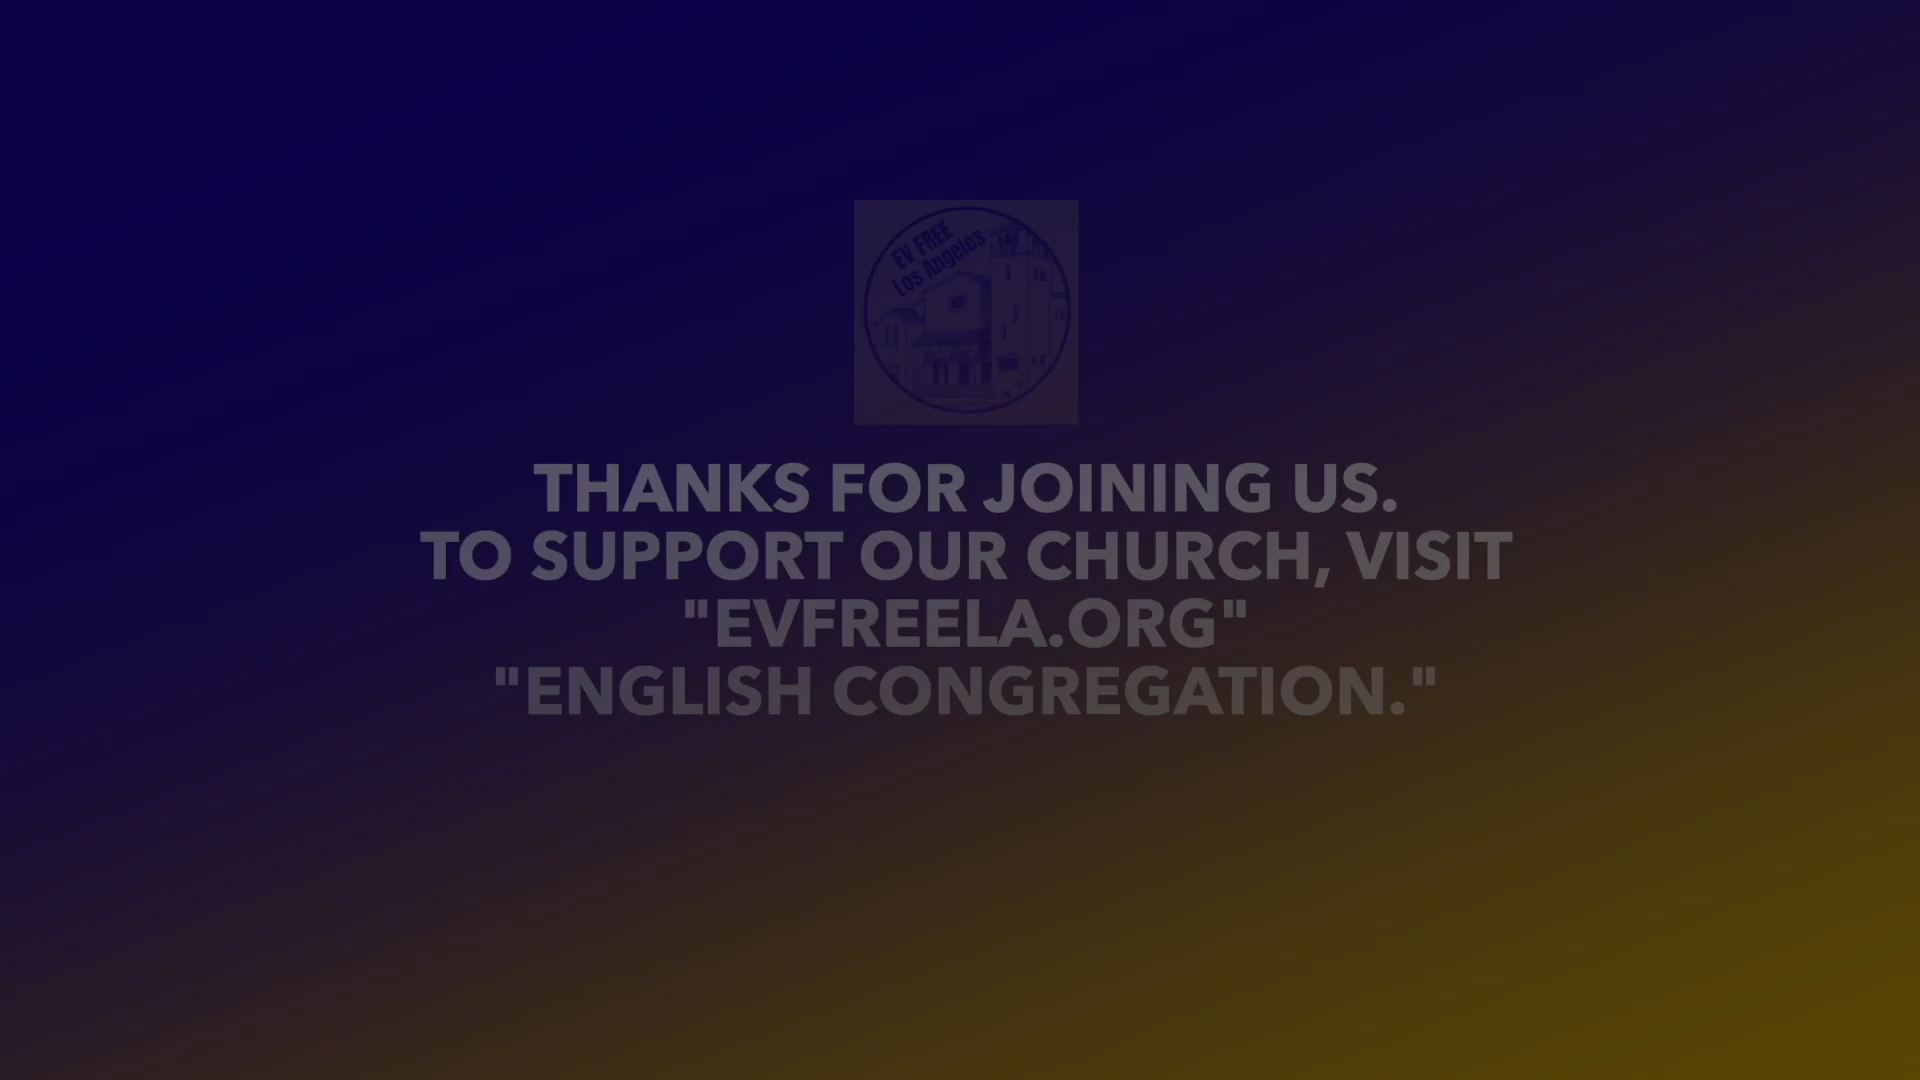 EV FREE
Los Angeles
THANKS FOR JOINING US.
TO SUPPORT OUR CHURCH, VISIT
"EVFREELA.ORG"
"ENGLISH CONGREGATION."